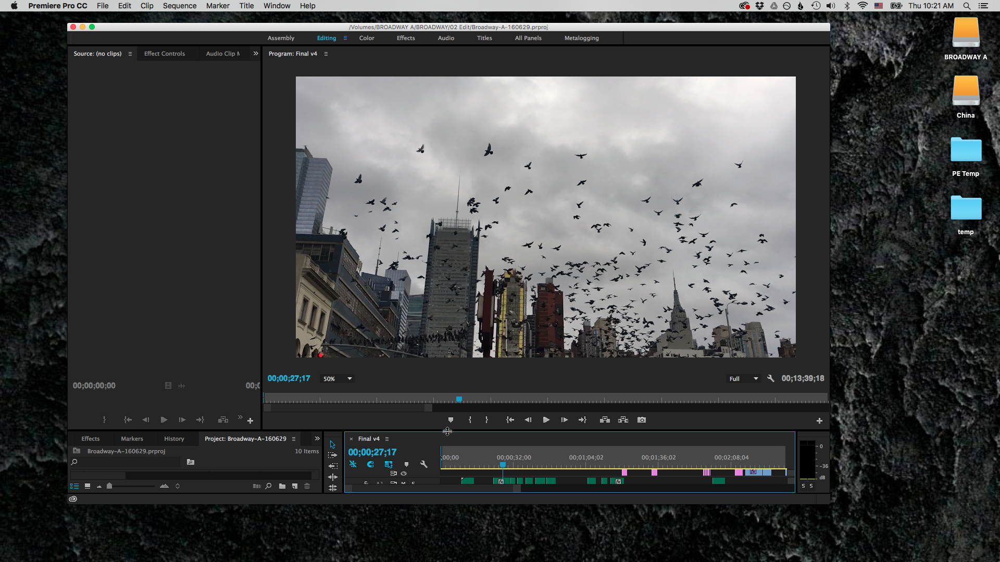 Premiere Pro CC File Edit Clip Sequence Marker Title Window Help Thu 10:21 AM
/Volumes/BROADWAY A/BROADWAY/02 Edit/Broadway-A-160629.prproj
Assembly Editing Color Effects Audio Titles All Panels Metalogging
Source: (no clips) Effect Controls Audio Clip M
Program: Final v4
BROADWAY A
China
PE Temp
temp
00;00;27;17 50% Full 00;13;39;18
00;00;00;00 00;0
Effects Markers History Project: Broadway-A-160629
Broadway-A-160629.prproj 10 Items
Final v4
00;00;27;17
;00;00 00;00;32;00 00;01;04;02 00;01;36;02 00;02;08;04
fx
fx fx
A1 M S
0
-36
dB
S S